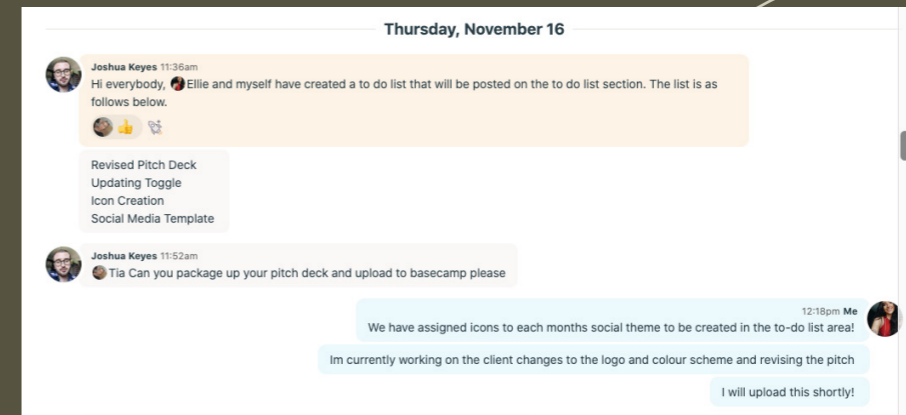 Thursday, November 16
Joshua Keyes 11:36am
Hi everybody, Ellie and myself have created a to do list that will be posted on the to do list section. The list is as
follows below.
Revised Pitch Deck
Updating Toggle
Icon Creation
Social Media Template
Joshua Keyes 11:52am
Tia Can you package up your pitch deck and upload to basecamp please
12:18pm Me
We have assigned icons to each months social theme to be created in the to-do list area!
Im currently working on the client changes to the logo and colour scheme and revising the pitch
I will upload this shortly!